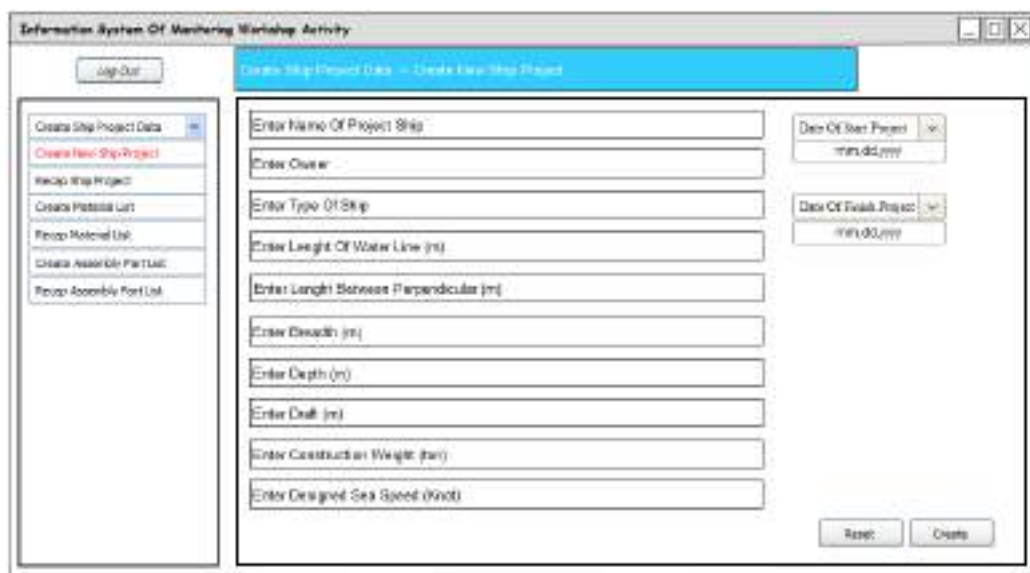 Information System Of Monitoring Workshop Activity
Log Out
Create Ship Project Data -> Create New Ship Project
Create Ship Project Data
Create New Ship Project
Recap Ship Project
Create Material List
Recap Material List
Create Assembly Part List
Recap Assembly Part List
Enter Name Of Project Ship
Enter Owner
Enter Type Of Ship
Enter Lenght Of Water Line (m)
Enter Lenght Between Perpendicular (m)
Enter Breadth (m)
Enter Depth (m)
Enter Draft (m)
Enter Construction Weight (ton)
Enter Designed Sea Speed (Knot)
Date Of Start Project
mm,dd,yyyy
Date Of Finish Project
mm,dd,yyyy
Reset
Create